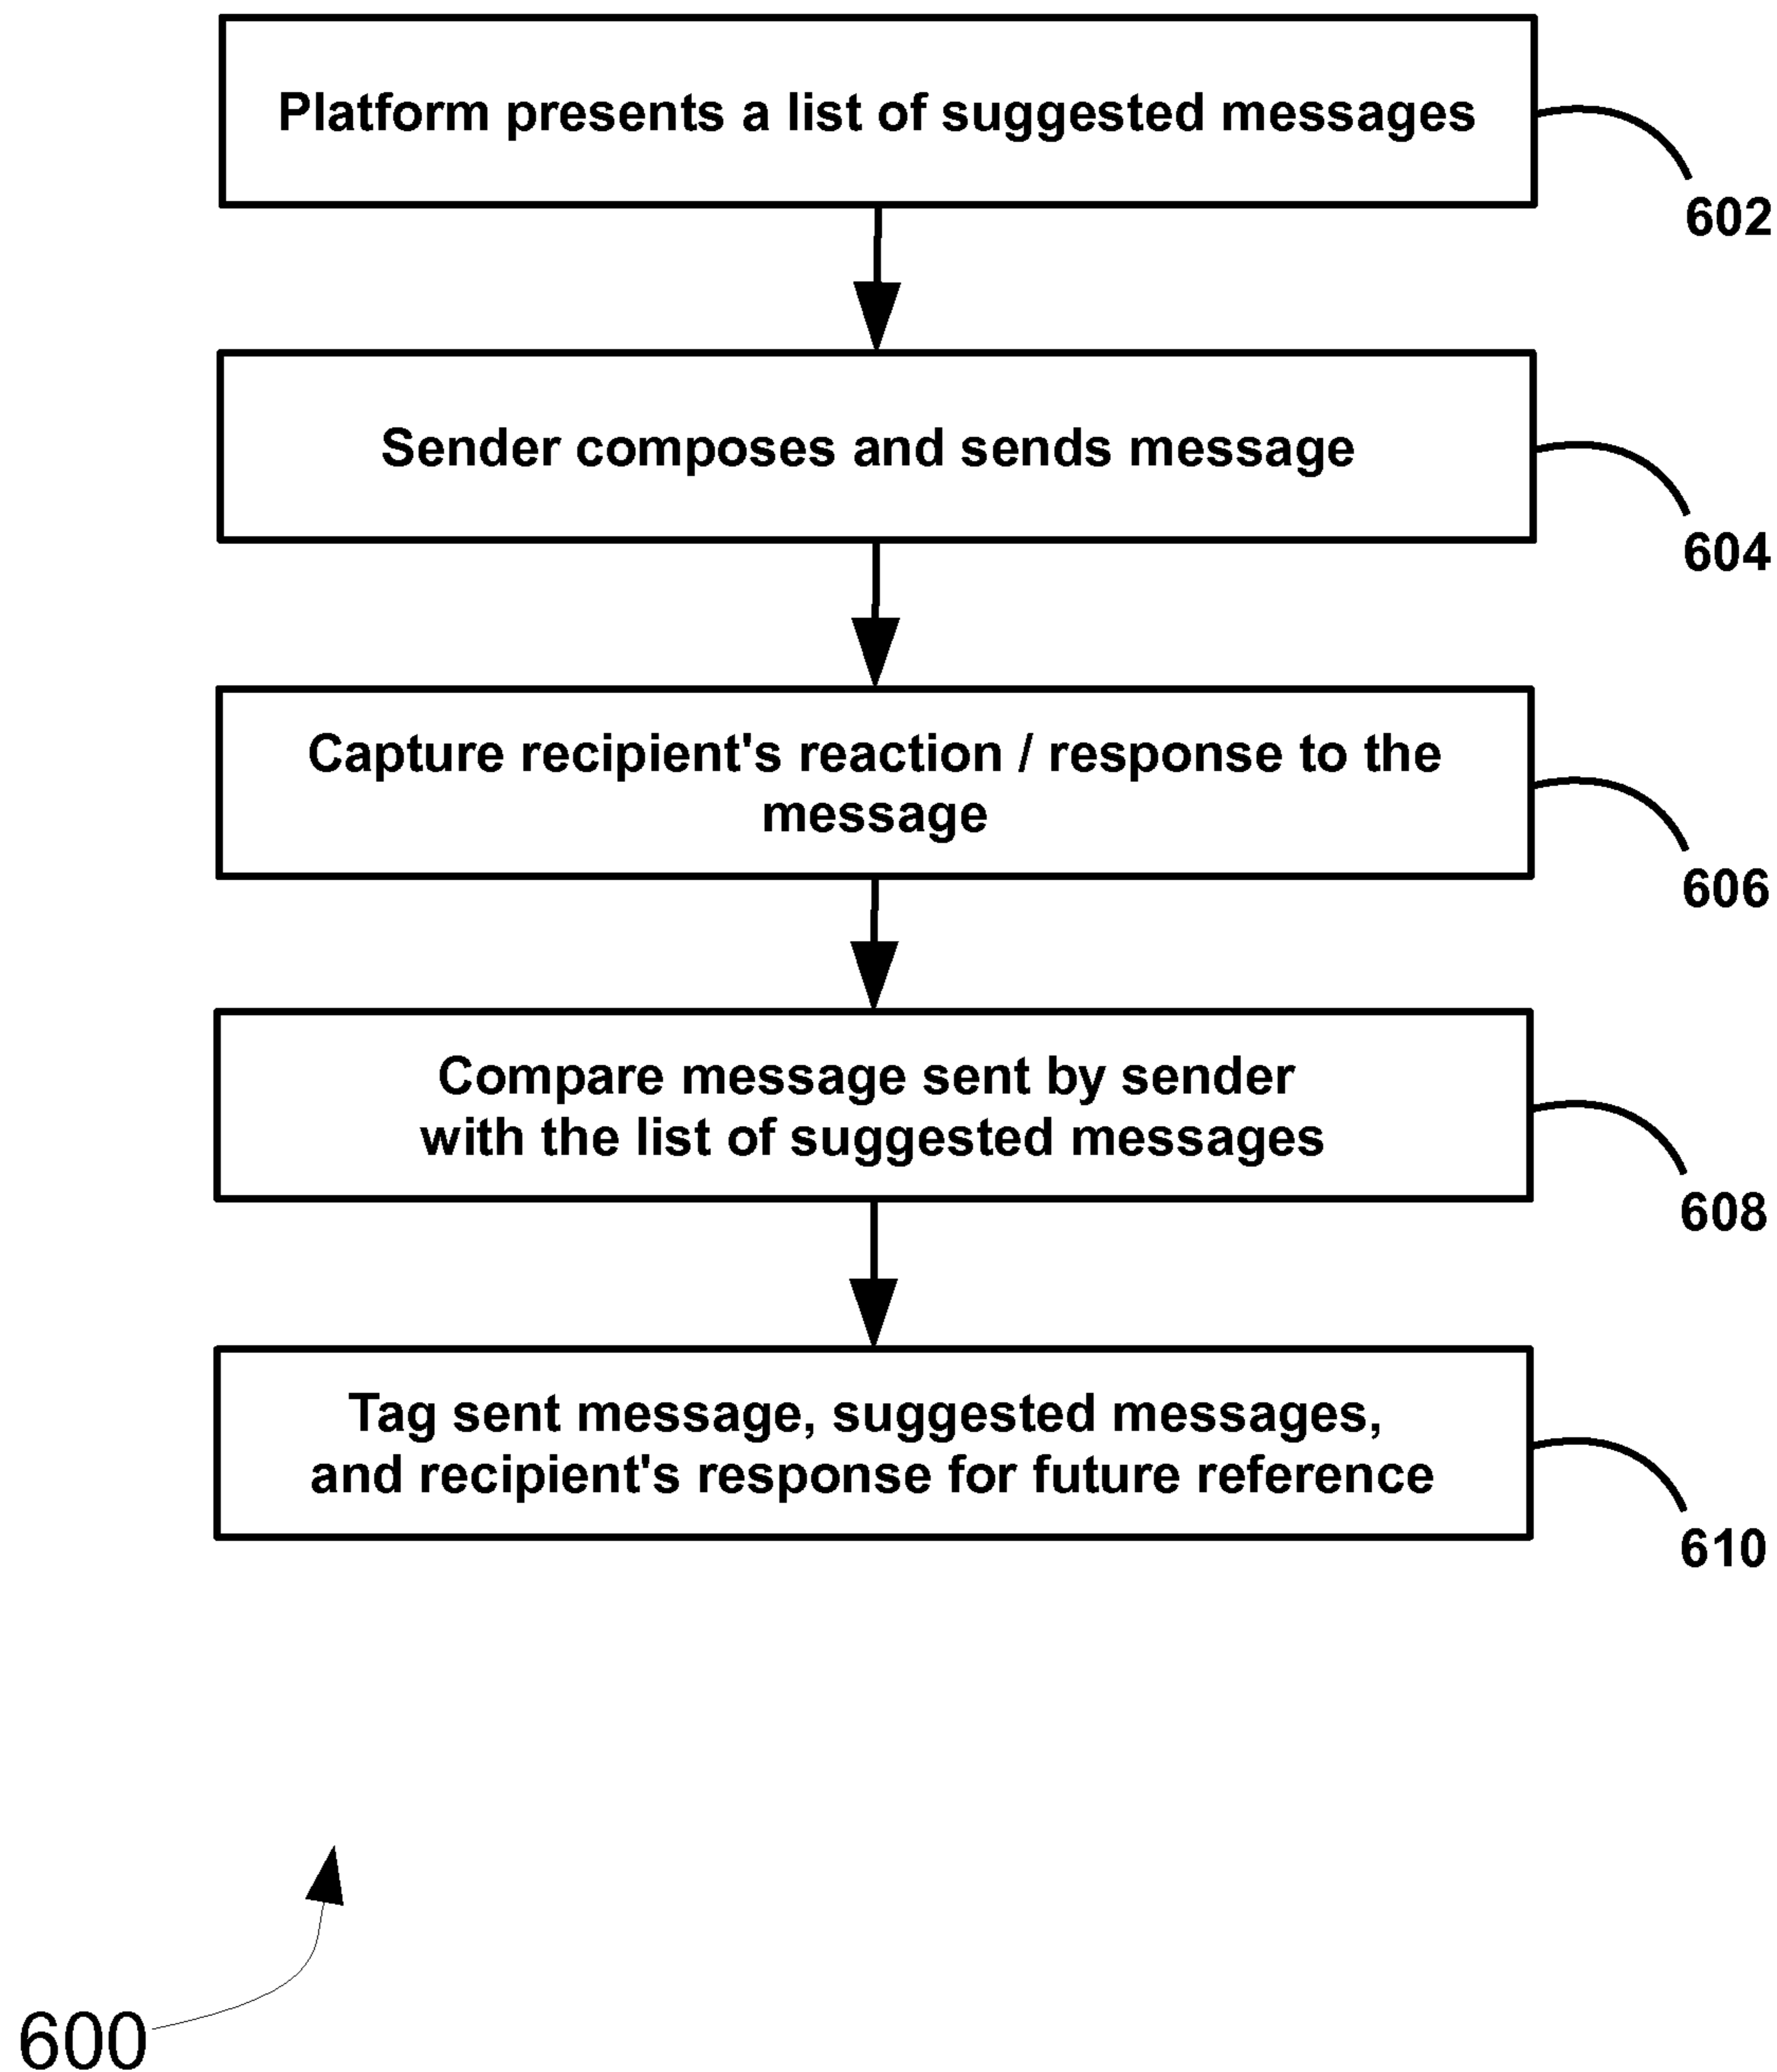 Platform presents a list of suggested messages
602
Sender composes and sends message
604
Capture recipient's reaction / response to the
message
606
Compare message sent by sender
with the list of suggested messages
608
Tag sent message, suggested messages,
and recipient's response for future reference
610
600